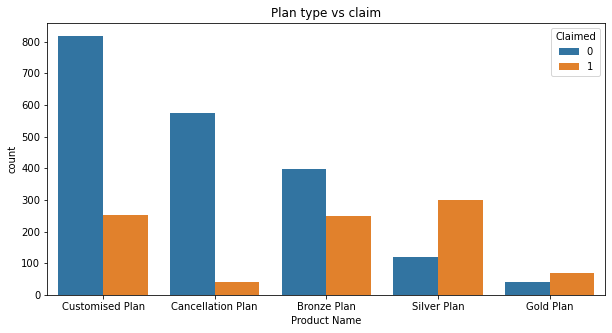 Plan type vs claim
Claimed
0
1
800
700
600
500
400
300
200
100
0
count
Customised Plan Cancellation Plan Bronze Plan Silver Plan Gold Plan
Product Name